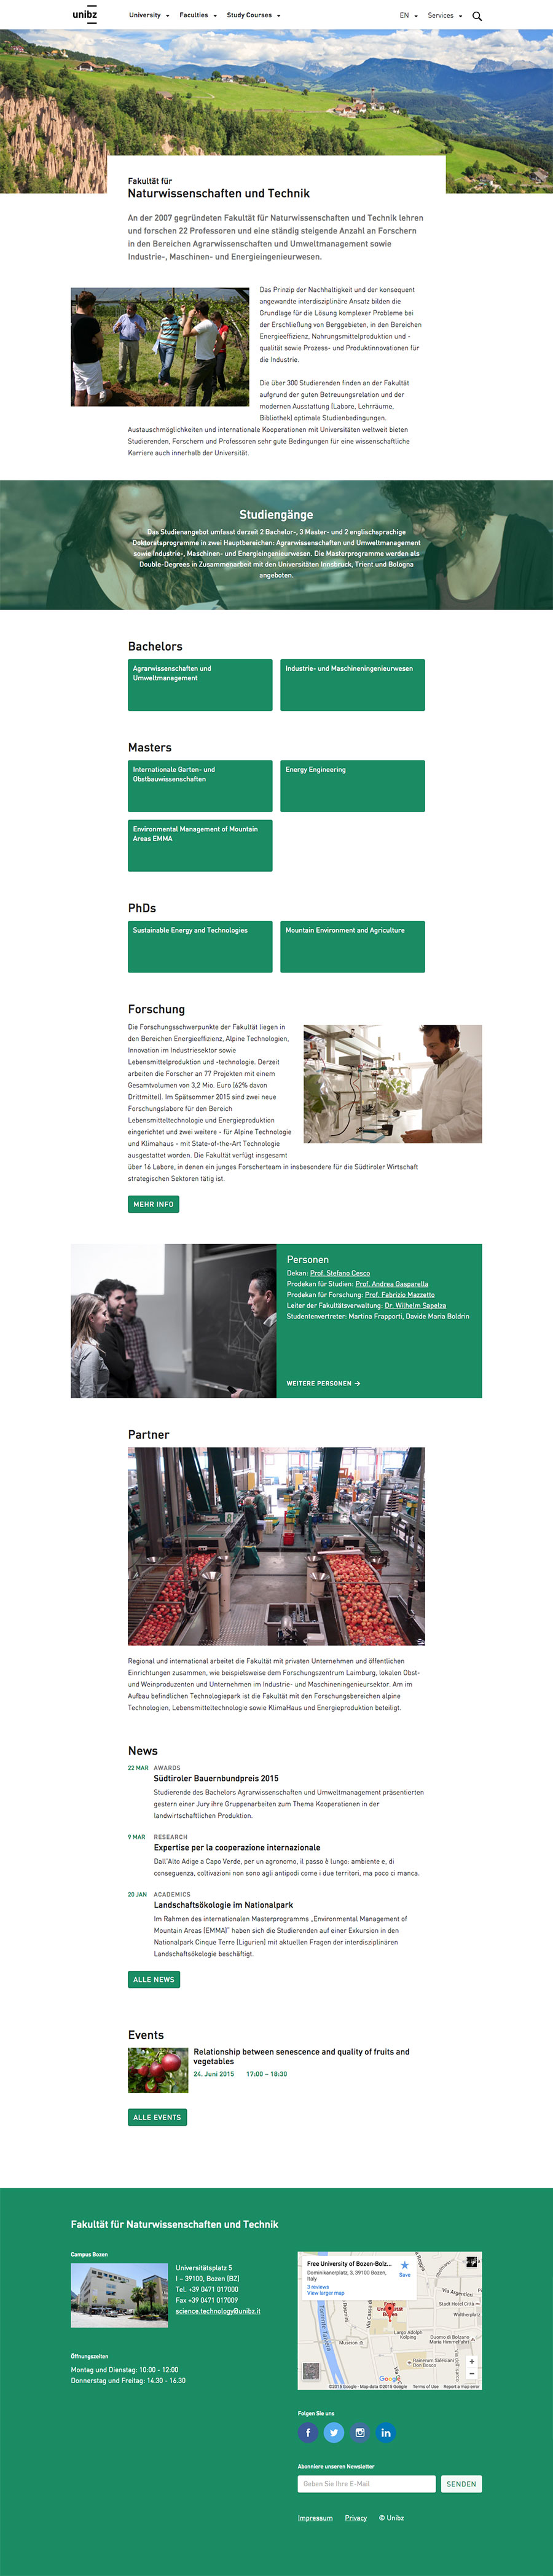 unibz
University
Faculties
Study Courses
EN
Services
Fakultät für
Naturwissenschaften und Technik
An der 2007 gegründeten Fakultät für Naturwissenschaften und Technik lehren
und forschen 22 Professoren und eine ständig steigende Anzahl an Forschern
in den Bereichen Agrarwissenschaften und Umweltmanagement sowie
Industrie-, Maschinen- und Energieingenieurwesen.
Das Prinzip der Nachhaltigkeit und der konsequent
angewandte interdisziplinäre Ansatz bilden die
Grundlage für die Lösung komplexer Probleme bei
der Erschließung von Berggebieten, in den Bereichen
Energieeffizienz, Nahrungsmittelproduktion und -
qualität sowie Prozess- und Produktinnovationen für
die Industrie.
Die über 300 Studierenden finden an der Fakultät
aufgrund der guten Betreuungsrelation und der
modernen Ausstattung (Labore, Lehrräume,
Bibliothek) optimale Studienbedingungen.
Austauschmöglichkeiten und internationale Kooperationen mit Universitäten weltweit bieten
Studierenden, Forschern und Professoren sehr gute Bedingungen für eine wissenschaftliche
Karriere auch innerhalb der Universität.
Studiengänge
Das Studienangebot umfasst derzeit 2 Bachelor-, 3 Master- und 2 englischsprachige
Doktoratsprogramme in zwei Hauptbereichen: Agrarwissenschaften und Umweltmanagement
sowie Industrie-, Maschinen- und Energieingenieurwesen. Die Masterprogramme werden als
Double-Degrees in Zusammenarbeit mit den Universitäten Innsbruck, Trient und Bologna
angeboten.
Bachelors
Agrarwissenschaften und
Umweltmanagement
Industrie- und Maschineningenieurwesen
Masters
Internationale Garten- und
Obstbauwissenschaften
Energy Engineering
Environmental Management of Mountain
Areas EMMA
PhDs
Sustainable Energy and Technologies
Mountain Environment and Agriculture
Forschung
Die Forschungsschwerpunkte der Fakultät liegen in
den Bereichen Energieeffizienz, Alpine Technologien,
Innovation im Industriesektor sowie
Lebensmittelproduktion und -technologie. Derzeit
arbeiten die Forscher an 77 Projekten mit einem
Gesamtvolumen von 3,2 Mio. Euro (62% davon
Drittmittel). Im Spätsommer 2015 sind zwei neue
Forschungslabore für den Bereich
Lebensmitteltechnologie und Energieproduktion
eingerichtet und zwei weitere - für Alpine Technologie
und Klimahaus - mit State-of-the-Art Technologie
ausgestattet worden. Die Fakultät verfügt insgesamt
über 16 Labore, in denen ein junges Forscherteam in insbesondere für die Südtiroler Wirtschaft
strategischen Sektoren tätig ist.
MEHR INFO
Personen
Dekan: Prof. Stefano Cesco
Prodekan für Studien: Prof. Andrea Gasparella
Prodekan für Forschung: Prof. Fabrizio Mazzetto
Leiter der Fakultätsverwaltung: Dr. Wilhelm Sapelza
Studentenvertreter: Martina Frapporti, Davide Maria Boldrin
WEITERE PERSONEN →
Partner
Regional und international arbeitet die Fakultät mit privaten Unternehmen und öffentlichen
Einrichtungen zusammen, wie beispielsweise dem Forschungszentrum Laimburg, lokalen Obst-
und Weinproduzenten und Unternehmen im Industrie- und Maschineningenieursektor. Am im
Aufbau befindlichen Technologiepark ist die Fakultät mit den Forschungsbereichen alpine
Technologien, Lebensmitteltechnologie sowie KlimaHaus und Energieproduktion beteiligt.
News
22 MAR AWARDS
Südtiroler Bauernbundpreis 2015
Studierende des Bachelors Agrarwissenschaften und Umweltmanagement präsentierten
gestern einer Jury ihre Gruppenarbeiten zum Thema Kooperationen in der
landwirtschaftlichen Produktion.
9 MAR RESEARCH
Expertise per la cooperazione internazionale
Dall'Alto Adige a Capo Verde, per un agronomo, il passo è lungo: ambiente e, di
conseguenza, coltivazioni non sono agli antipodi come i due territori, ma poco ci manca.
20 JAN ACADEMICS
Landschaftsökologie im Nationalpark
Im Rahmen des internationalen Masterprogramms „Environmental Management of
Mountain Areas (EMMA)" haben sich die Studierenden auf einer Exkursion in den
Nationalpark Cinque Terre (Ligurien) mit aktuellen Fragen der interdisziplinären
Landschaftsökologie beschäftigt.
ALLE NEWS
Events
Relationship between senescence and quality of fruits and
vegetables
24. Juni 2015 17:00 – 18:30
ALLE EVENTS
Fakultät für Naturwissenschaften und Technik
Campus Bozen
Universitätsplatz 5
I – 39100, Bozen (BZ)
Tel. +39 0471 017000
Fax +39 0471 017009
science.technology@unibz.it
Öffnungszeiten
Montag und Dienstag: 10:00 - 12:00
Donnerstag und Freitag: 14.30 - 16.30
Free University of Bozen-Bolz...
Dominikanerplatz, 3, 39100 Bozen,
Italy
3 reviews
View larger map
Save
Via Argentieri
Stadt Hotel Città
Waltherplatz
Largo Adolfo
Kolping
Museion
Rainerum Salesiani
Don Bosco
Google
©2015 Google - Map data ©2015 Google
Terms of Use
Report a map error
Folgen Sie uns
Abonniere unseren Newsletter
Geben Sie Ihre E-Mail
SENDEN
Impressum
Privacy
© Unibz